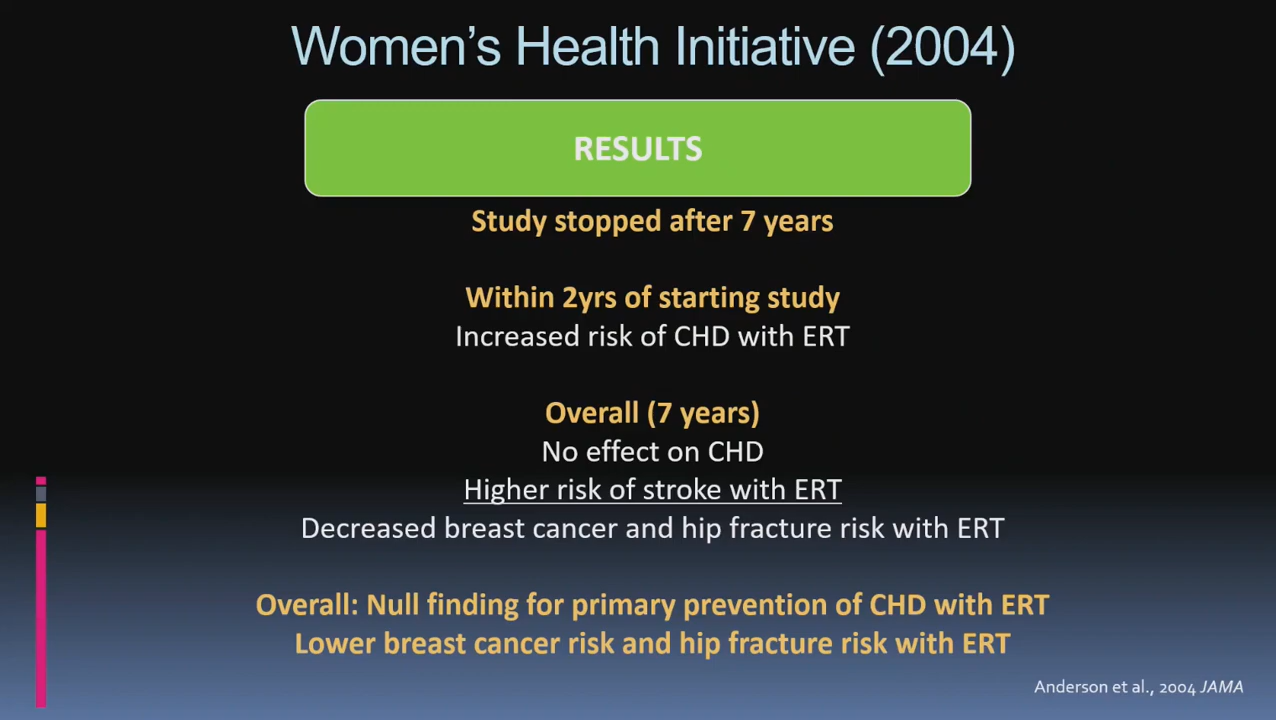 Women's Health Initiative (2004)
RESULTS
Study stopped after 7 years
Within 2yrs of starting study
Increased risk of CHD with ERT
Overall (7 years)
No effect on CHD
Higher risk of stroke with ERT
Decreased breast cancer and hip fracture risk with ERT
Overall: Null finding for primary prevention of CHD with ERT
Lower breast cancer risk and hip fracture risk with ERT
Anderson et al., 2004 JAMA